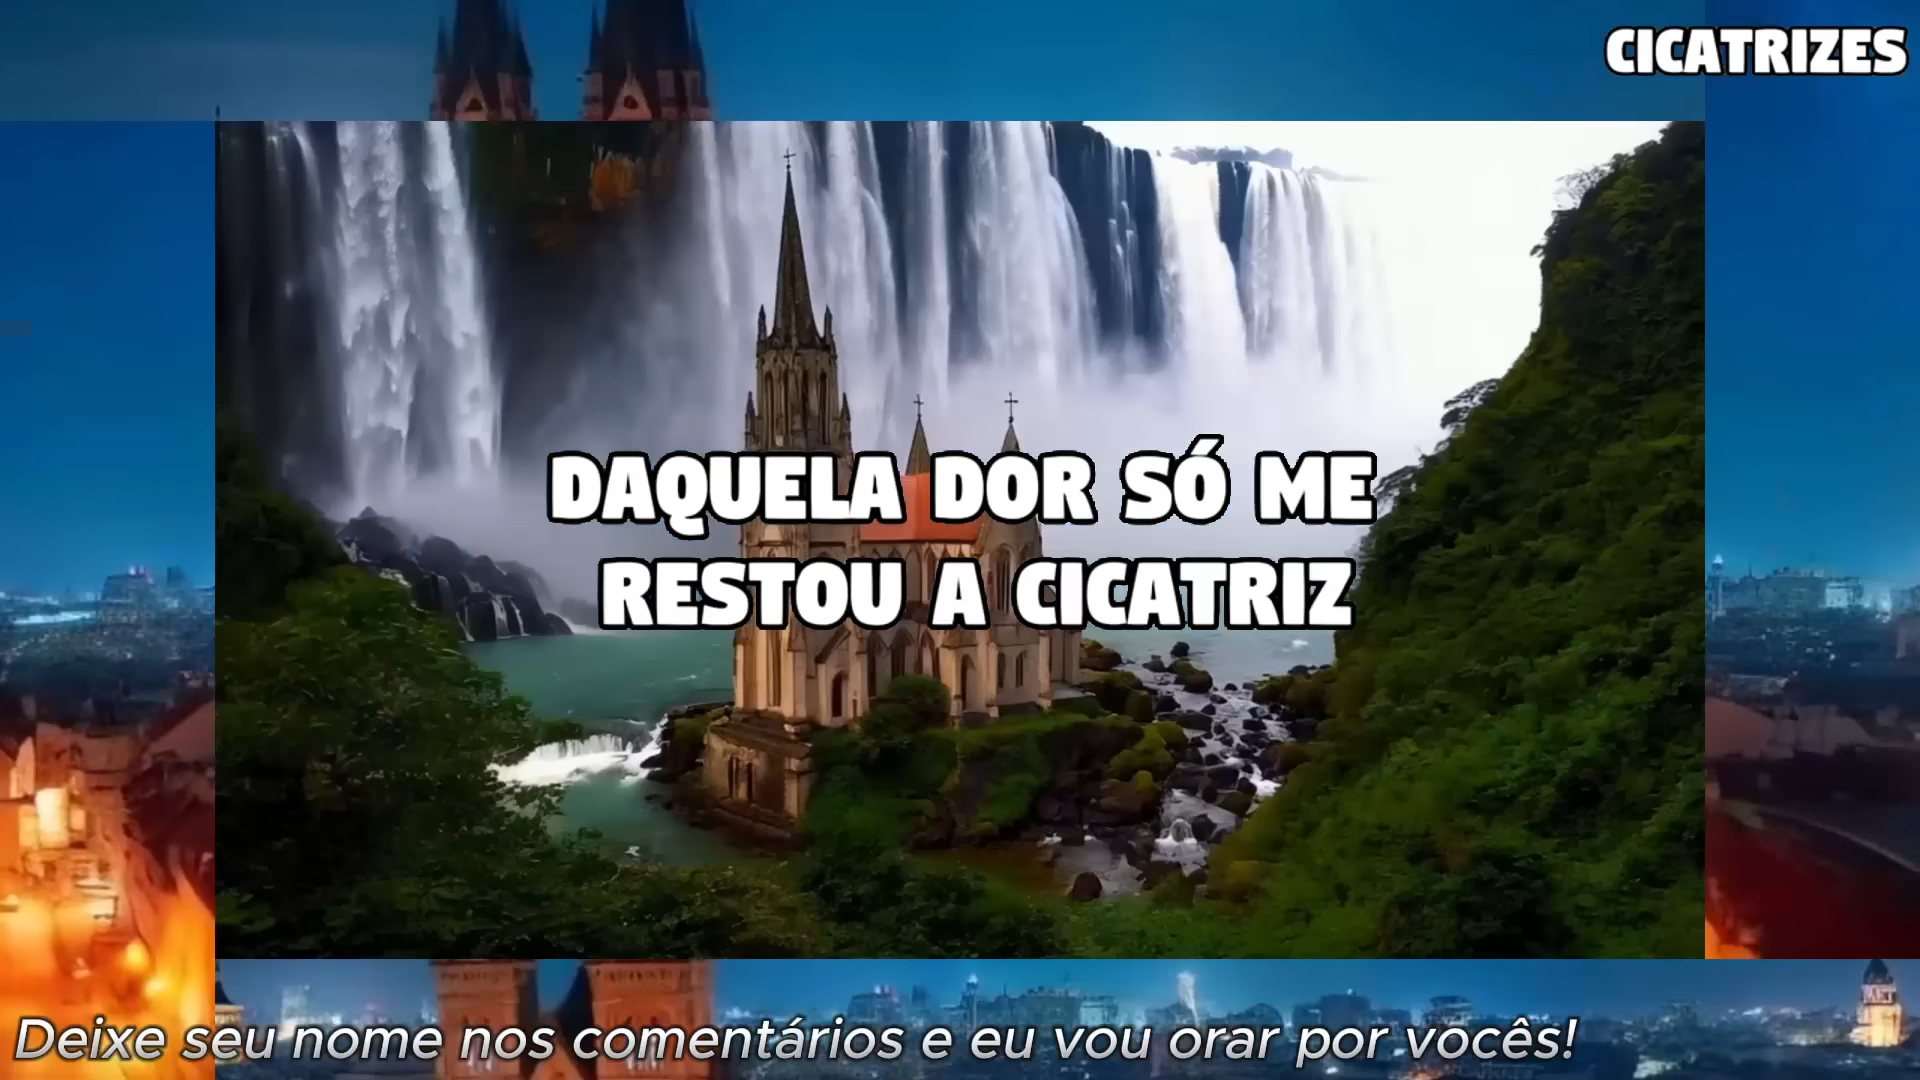 CICATRIZES
DAQUELA DOR SÓ ME
RESTOU A CICATRIZ
Deixe seu nome nos comentários e eu vou orar por vocês!